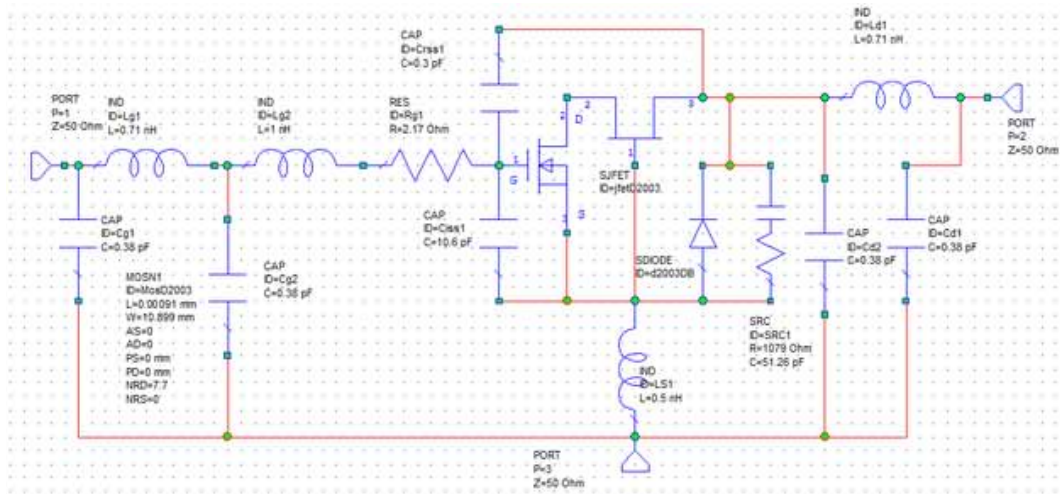 IND
ID=Ld1
L=0.71 nH
CAP
ID=Crss1
C=0.3 pF
PORT
P=1
Z=50 Ohm
IND
ID=Lg1
L=0.71 nH
IND
ID=Lg2
L=1 nH
RES
ID=Rg1
R=2.17 Ohm
2
3
2
D
1
G
1
3
S
PORT
P=2
Z=50 Ohm
SJFET
ID=jfetD2003
CAP
ID=Cg1
C=0.38 pF
CAP
ID=Ciss1
C=10.6 pF
CAP
ID=Cd2
C=0.38 pF
CAP
ID=Cd1
C=0.38 pF
SDIODE
ID=d2003DB
CAP
ID=Cg2
C=0.38 pF
MOSN1
ID=MosD2003
L=0.00091 mm
W=10.899 mm
AS=0
AD=0
PS=0 mm
PD=0 mm
NRD=7.7
NRS=0
SRC
ID=SRC1
R=1079 Ohm
C=51.26 pF
IND
ID=LS1
L=0.5 nH
PORT
P=3
Z=50 Ohm